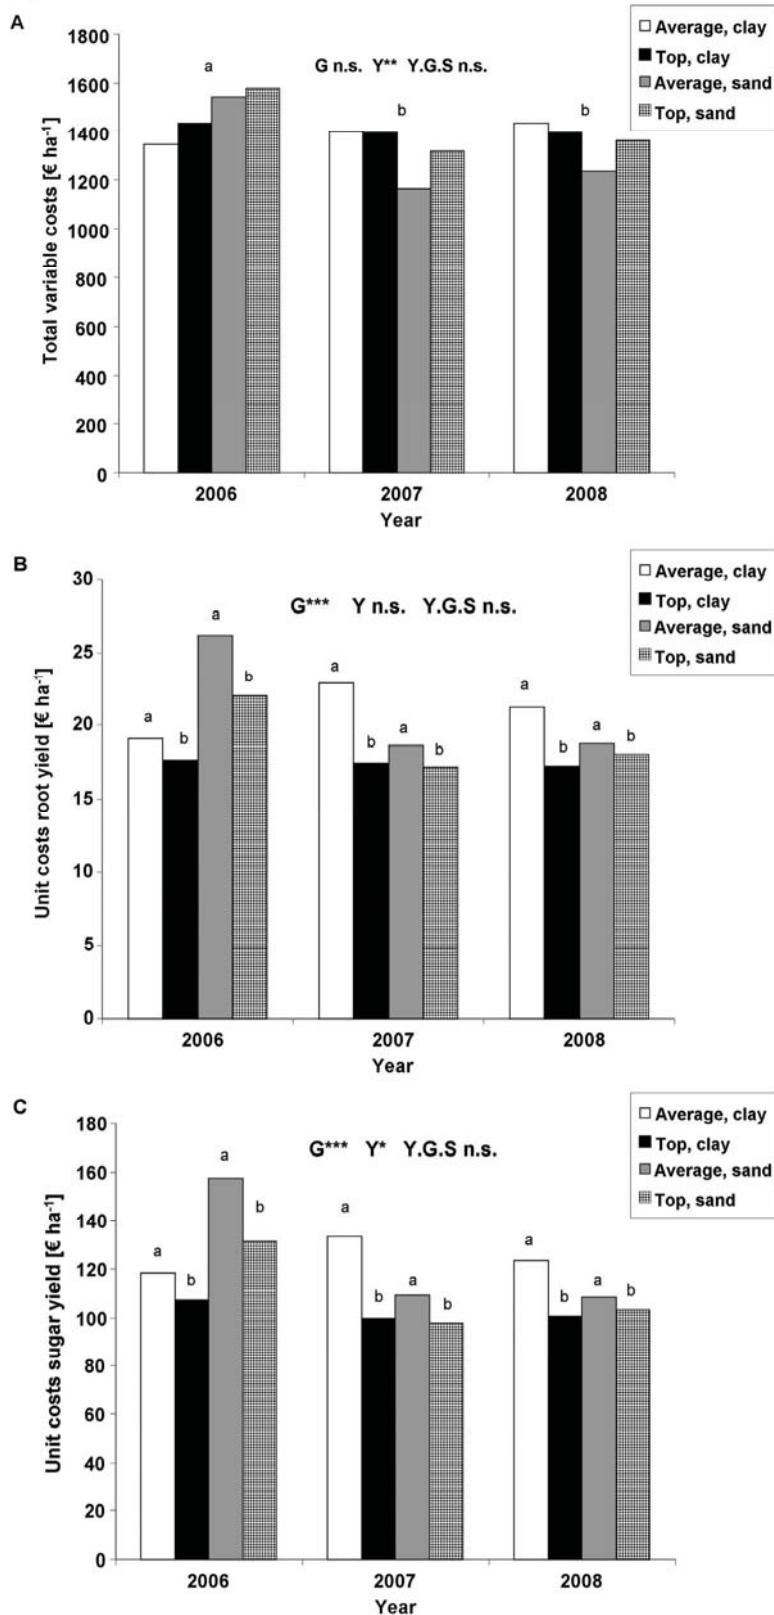 A
Average, clay
Top, clay
Average, sand
Top, sand
G n.s. Y** Y.G.S n.s.
Total variable costs [€ ha⁻¹]
1800
1600
1400
1200
1000
800
600
400
200
0
a
b
b
2006
2007
2008
Year
B
Average, clay
Top, clay
Average, sand
Top, sand
G*** Y n.s. Y.G.S n.s.
Unit costs root yield [€ ha⁻¹]
30
25
20
15
10
5
0
a
b
a
b
a
b
a
b
a
b
a
b
2006
2007
2008
Year
C
Average, clay
Top, clay
Average, sand
Top, sand
G*** Y* Y.G.S n.s.
Unit costs sugar yield [€ ha⁻¹]
180
160
140
120
100
80
60
40
20
0
a
b
a
b
a
b
a
b
a
b
a
b
2006
2007
2008
Year